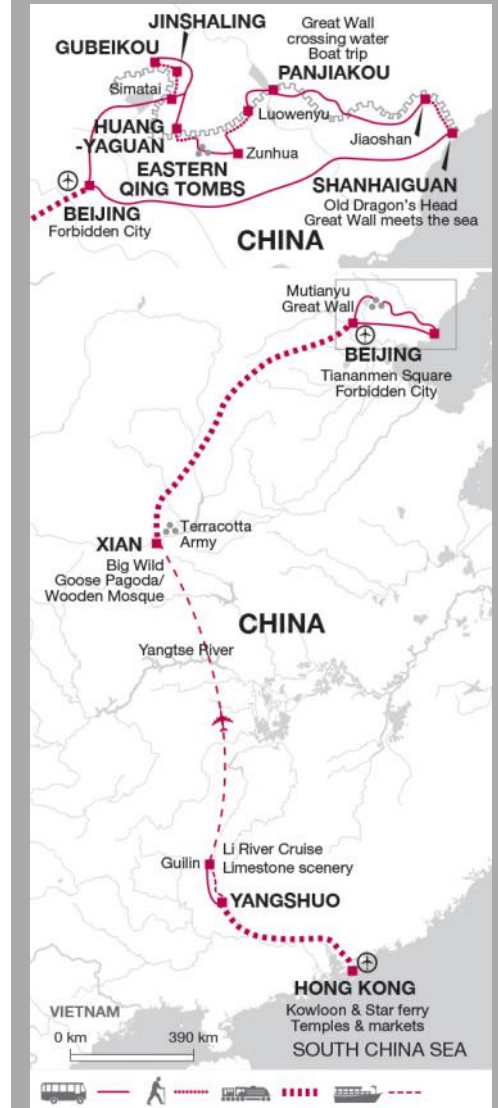 JINSHALING
GUBEIKOU
Great Wall
crossing water
Boat trip
PANJIAKOU
Simatai
Luowenyu
HUANG
-YAGUAN
Jiaoshan
Zunhua
EASTERN
QING TOMBS
SHANHAIGUAN
Old Dragon's Head
Great Wall meets the sea
BEIJING
Forbidden City
CHINA
Mutianyu
Great Wall
BEIJING
Tiananmen Square
Forbidden City
Terracotta
Army
XIAN
Big Wild
Goose Pagoda/
Wooden Mosque
CHINA
Yangtse River
Guilin
Li River Cruise
Limestone scenery
YANGSHUO
HONG KONG
Kowloon & Star ferry
Temples & markets
VIETNAM
0 km 390 km
SOUTH CHINA SEA